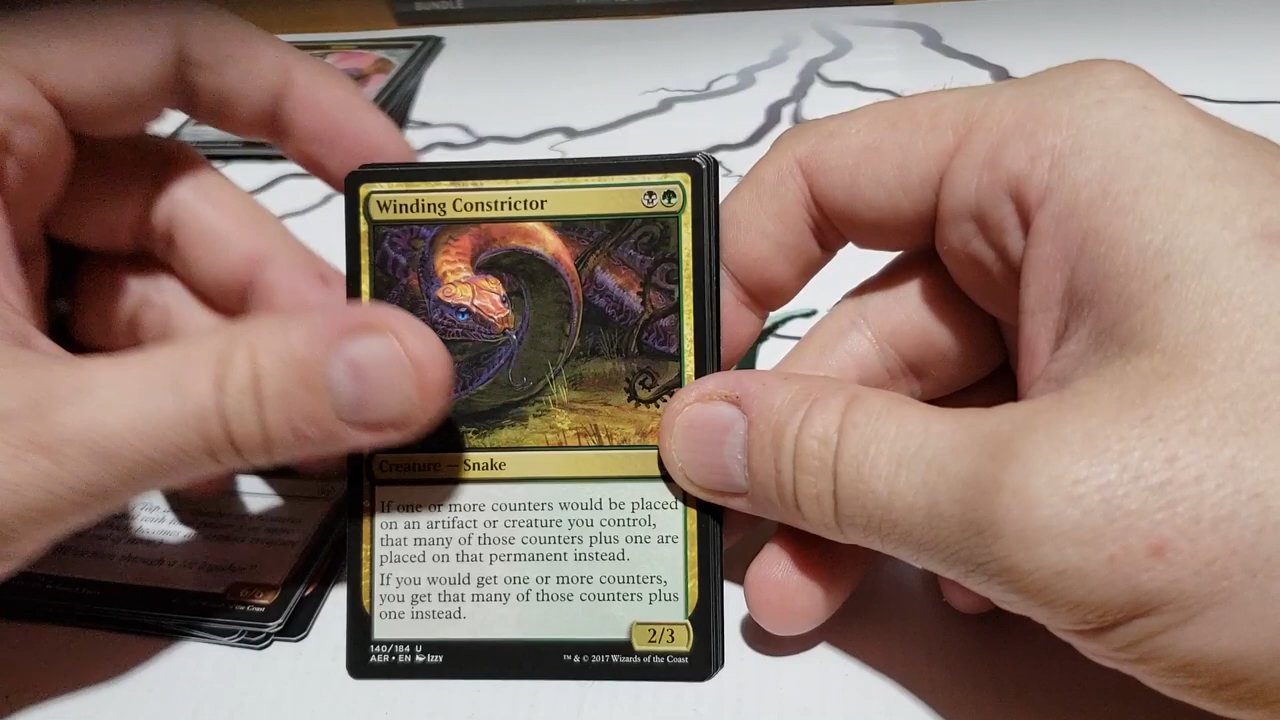 BUNDLE
Winding Constrictor
Creature — Snake
If one or more counters would be placed
on an artifact or creature you control,
that many of those counters plus one are
placed on that permanent instead.
If you would get one or more counters,
you get that many of those counters plus
one instead.
2/3
140/184 U
AER • EN Izzy
™ & © 2017 Wizards of the Coast
6/6